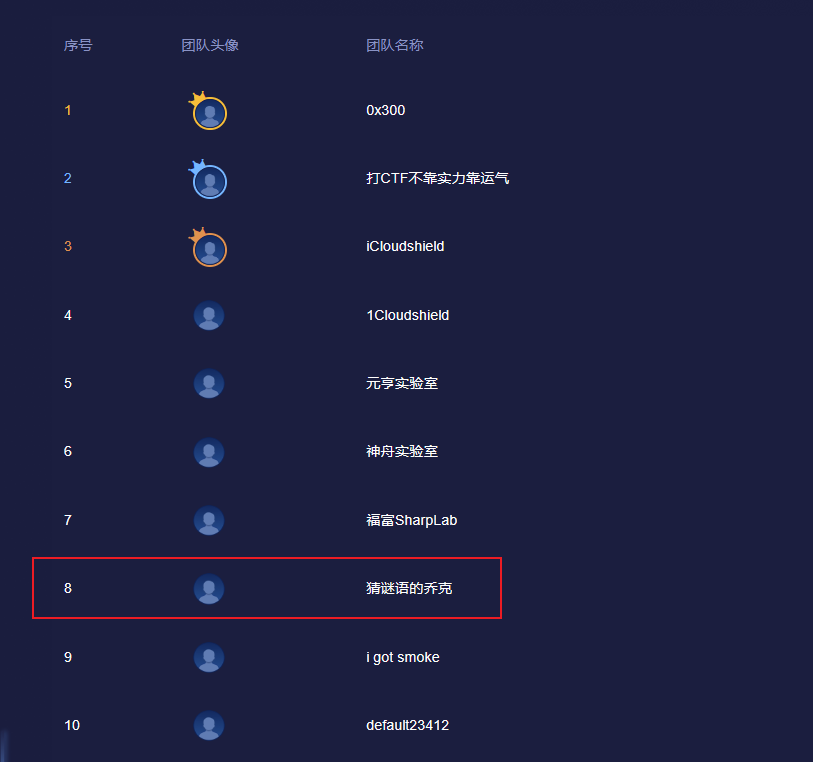 序号 团队头像 团队名称
1 0x300
2 打CTF不靠实力靠运气
3 iCloudshield
4 1Cloudshield
5 元亨实验室
6 神舟实验室
7 福富SharpLab
8 猜谜语的乔克
9 i got smoke
10 default23412